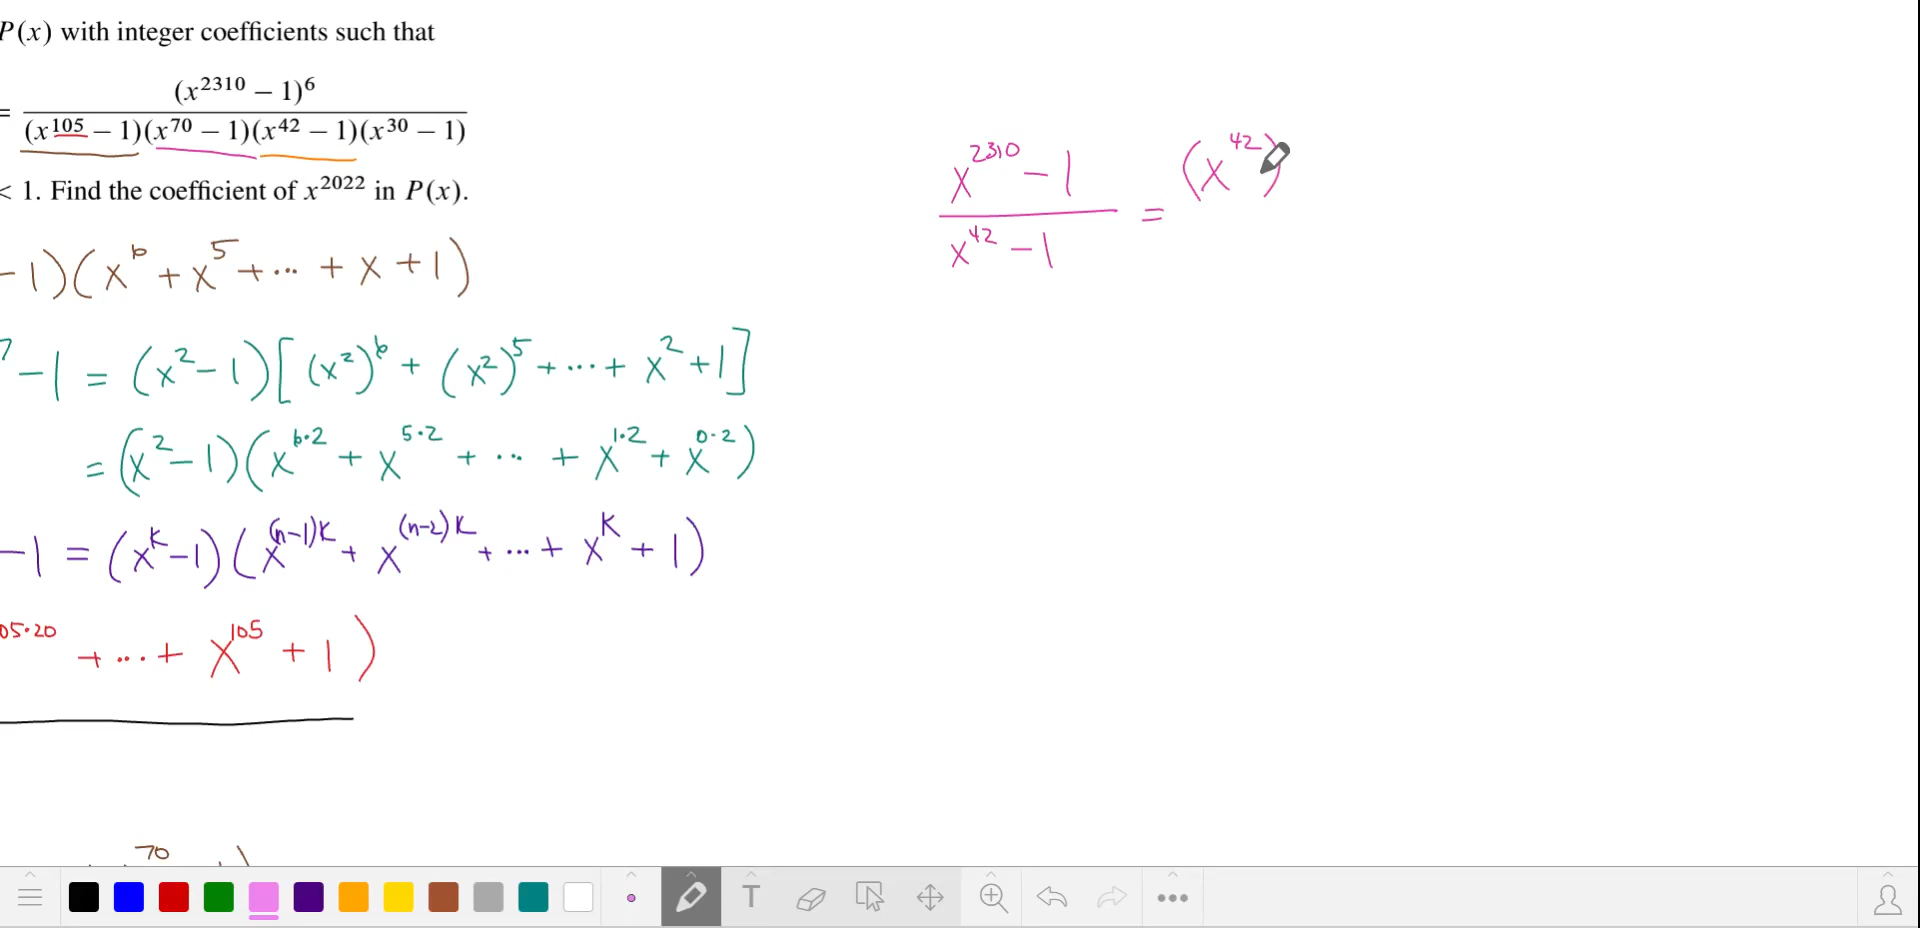 P(x) with integer coefficients such that
= (x^2310 − 1)^6 / (x^105 − 1)(x^70 − 1)(x^42 − 1)(x^30 − 1)
< 1. Find the coefficient of x^2022 in P(x).
(x^2310 − 1) / (x^42 − 1) = (x^42)
−1)(x^6 + x^5 + ... + x + 1)
7 − 1 = (x^2 − 1)[(x^2)^6 + (x^2)^5 + ... + x^2 + 1]
= (x^2 − 1)(x^6·2 + x^5·2 + ... + x^1·2 + x^0·2)
− 1 = (x^k − 1)(x^(n−1)k + x^(n−2)k + ... + x^k + 1)
05·20 + ... + x^105 + 1)
70
T